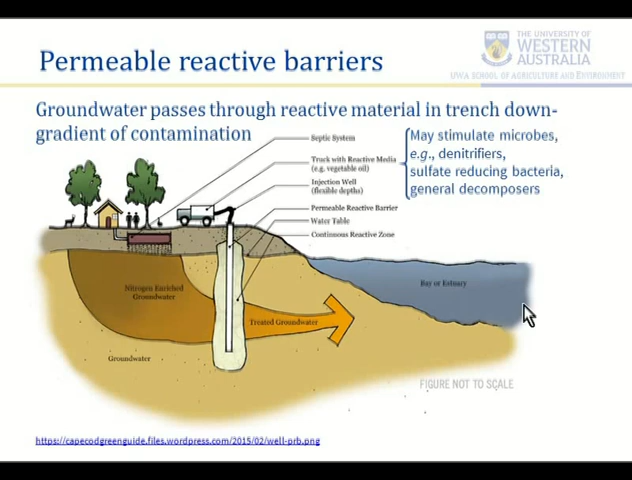 THE UNIVERSITY OF
WESTERN
AUSTRALIA
UWA SCHOOL OF AGRICULTURE AND ENVIRONMENT
Permeable reactive barriers
Groundwater passes through reactive material in trench down-
gradient of contamination
Septic System
Truck with Reactive Media
(e.g. vegetable oil)
Injection Well
(flexible depths)
Permeable Reactive Barrier
Water Table
Continuous Reactive Zone
May stimulate microbes,
e.g., denitrifiers,
sulfate reducing bacteria,
general decomposers
Nitrogen Enriched
Groundwater
Bay or Estuary
Treated Groundwater
Groundwater
FIGURE NOT TO SCALE
https://capecodgreenguide.files.wordpress.com/2015/02/well-prb.png